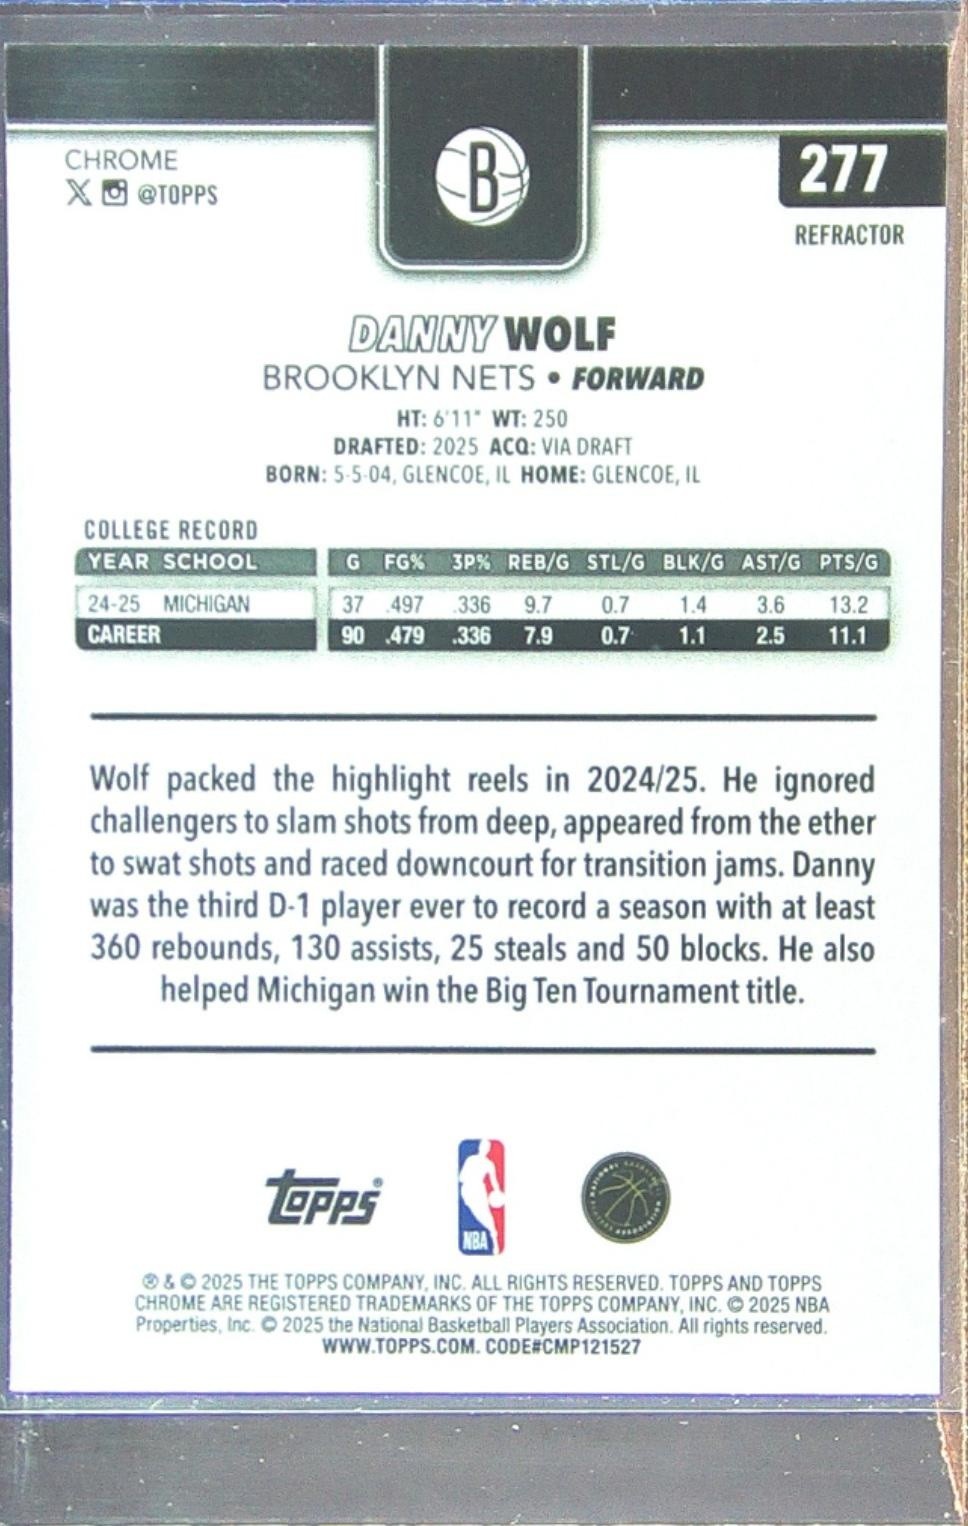 CHROME
X @TOPPS
B
277
REFRACTOR
DANNY WOLF
BROOKLYN NETS • FORWARD
HT: 6'11" WT: 250
DRAFTED: 2025 ACQ: VIA DRAFT
BORN: 5-5-04, GLENCOE, IL HOME: GLENCOE, IL
COLLEGE RECORD
YEAR SCHOOL G FG% 3P% REB/G STL/G BLK/G AST/G PTS/G
24-25 MICHIGAN 37 .497 .336 9.7 0.7 1.4 3.6 13.2
CAREER 90 .479 .336 7.9 0.7 1.1 2.5 11.1
Wolf packed the highlight reels in 2024/25. He ignored
challengers to slam shots from deep, appeared from the ether
to swat shots and raced downcourt for transition jams. Danny
was the third D-1 player ever to record a season with at least
360 rebounds, 130 assists, 25 steals and 50 blocks. He also
helped Michigan win the Big Ten Tournament title.
topps®
NBA
® & © 2025 THE TOPPS COMPANY, INC. ALL RIGHTS RESERVED. TOPPS AND TOPPS
CHROME ARE REGISTERED TRADEMARKS OF THE TOPPS COMPANY, INC. © 2025 NBA
Properties, Inc. © 2025 the National Basketball Players Association. All rights reserved.
WWW.TOPPS.COM. CODE#CMP121527